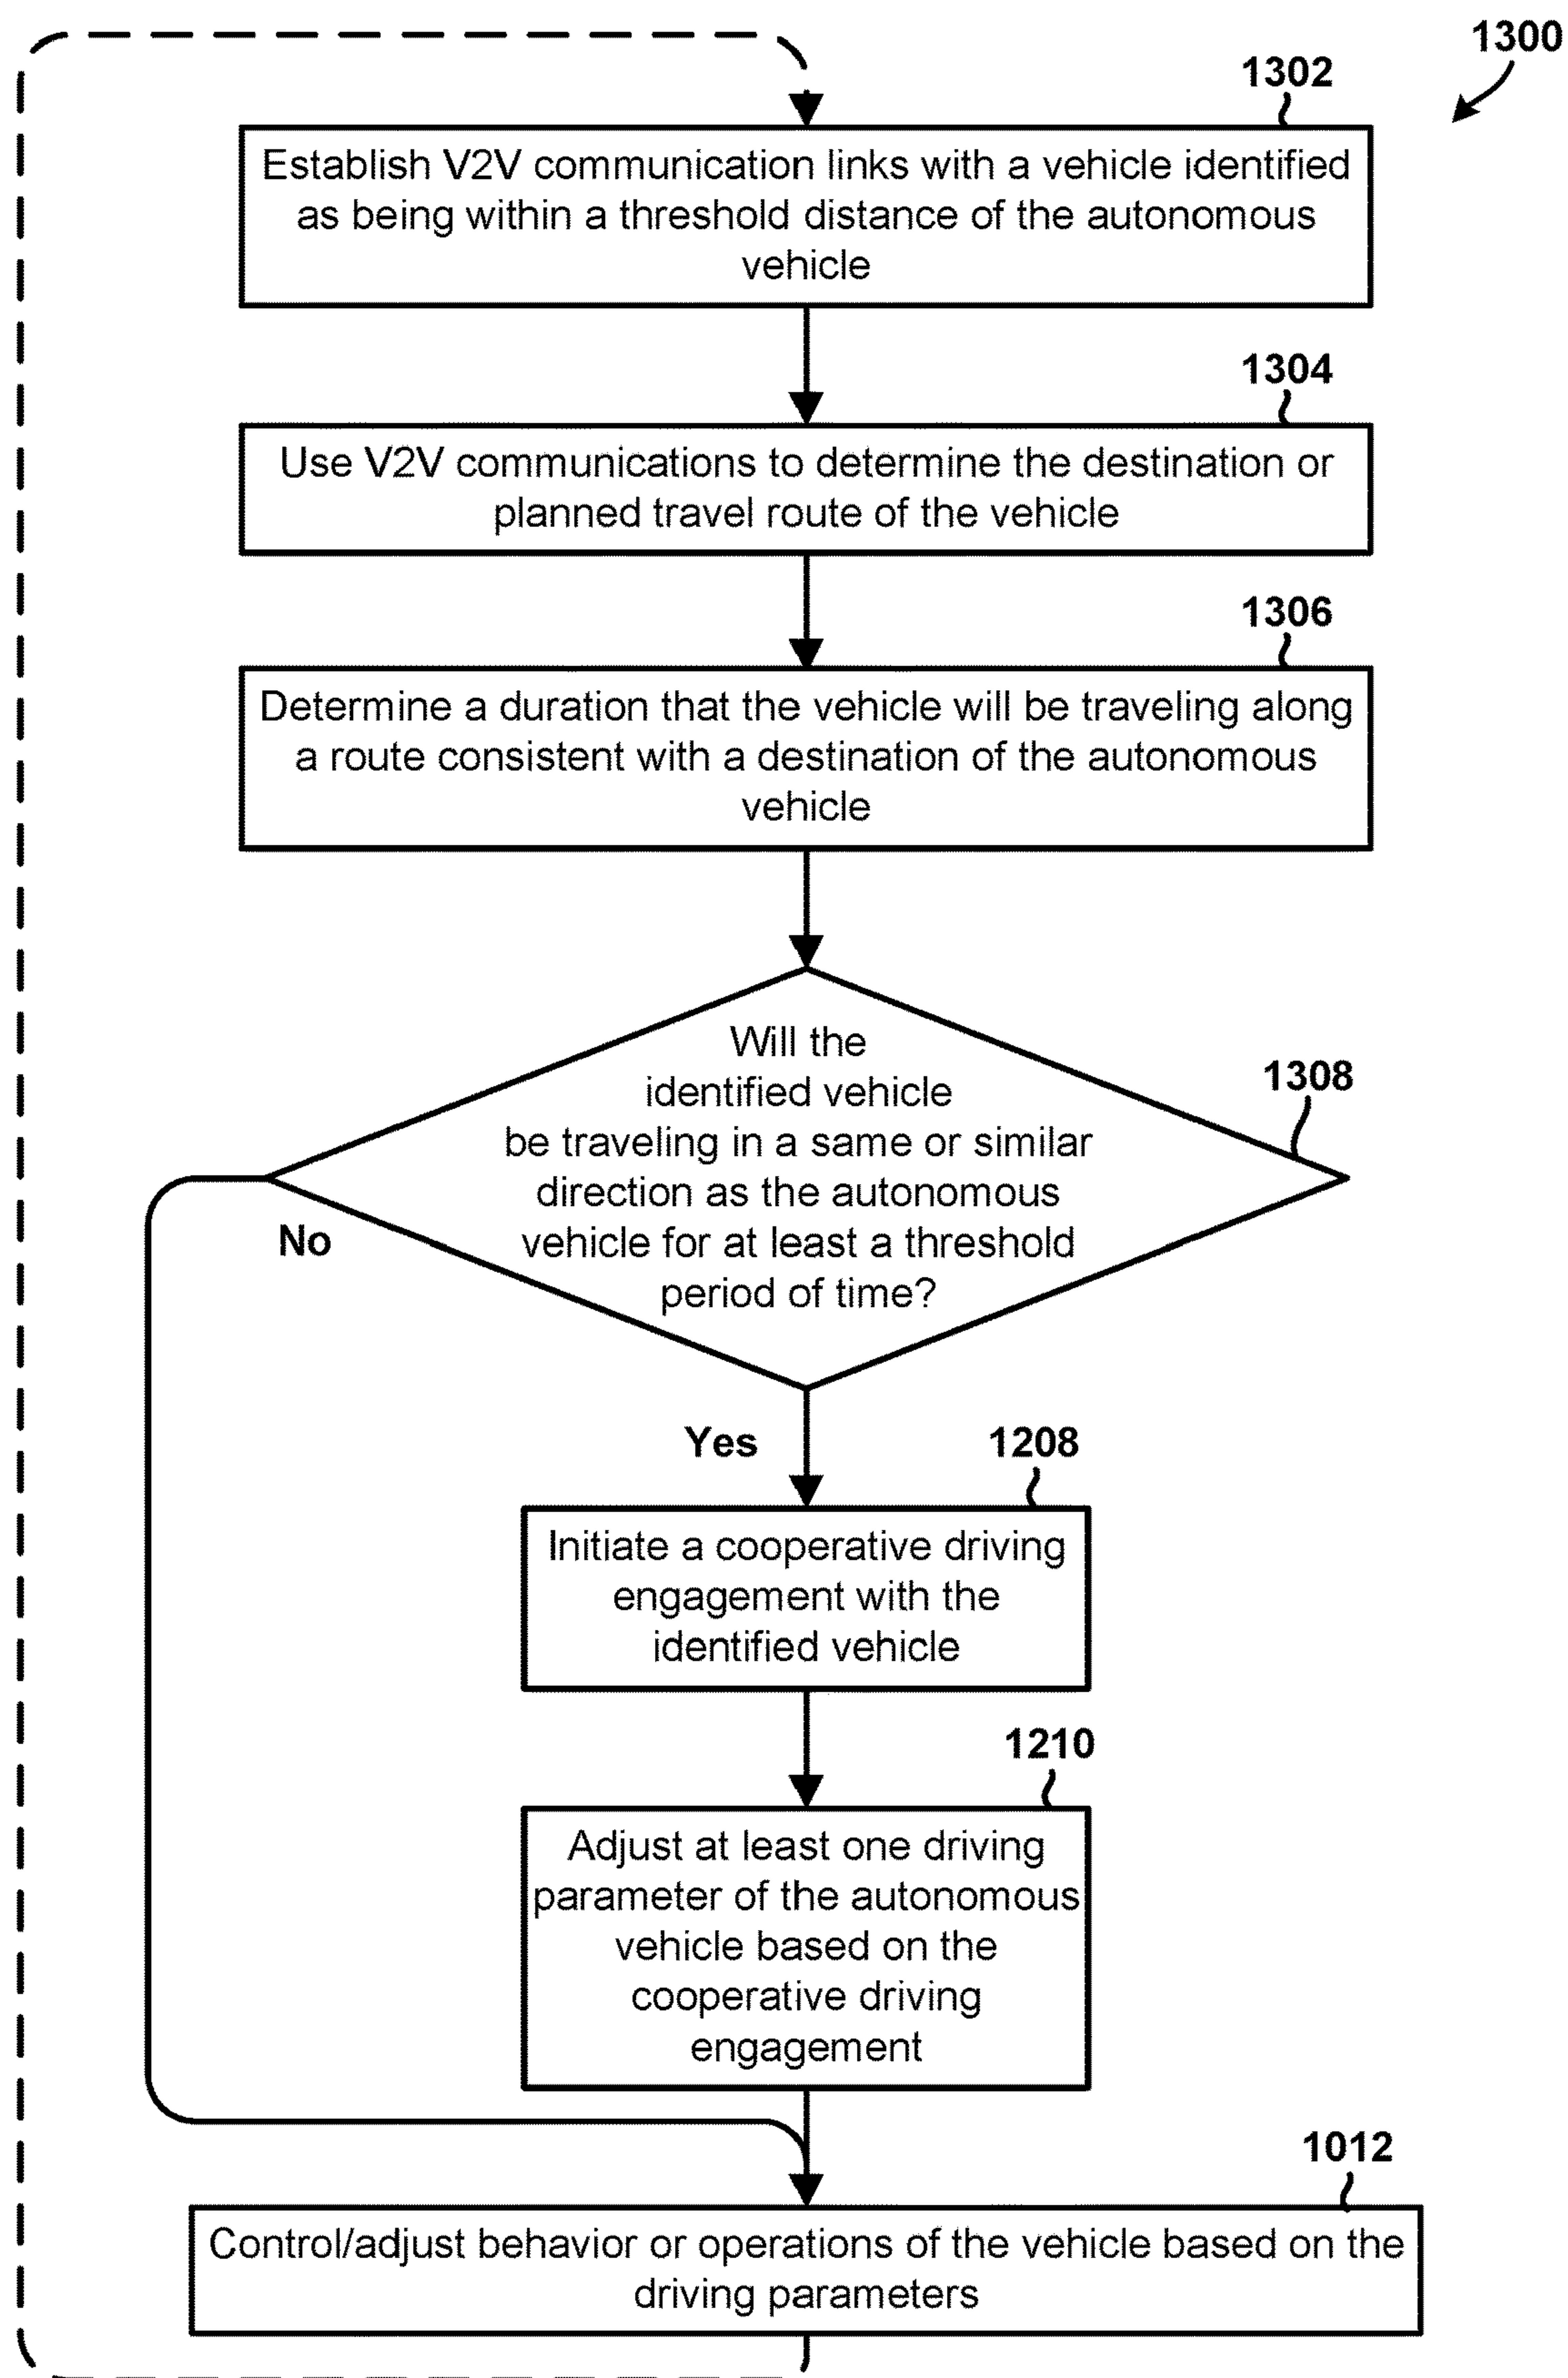 1300
1302
Establish V2V communication links with a vehicle identified
as being within a threshold distance of the autonomous
vehicle
1304
Use V2V communications to determine the destination or
planned travel route of the vehicle
1306
Determine a duration that the vehicle will be traveling along
a route consistent with a destination of the autonomous
vehicle
1308
Will the
identified vehicle
be traveling in a same or similar
direction as the autonomous
vehicle for at least a threshold
period of time?
No
Yes
1208
Initiate a cooperative driving
engagement with the
identified vehicle
1210
Adjust at least one driving
parameter of the autonomous
vehicle based on the
cooperative driving
engagement
1012
Control/adjust behavior or operations of the vehicle based on the
driving parameters